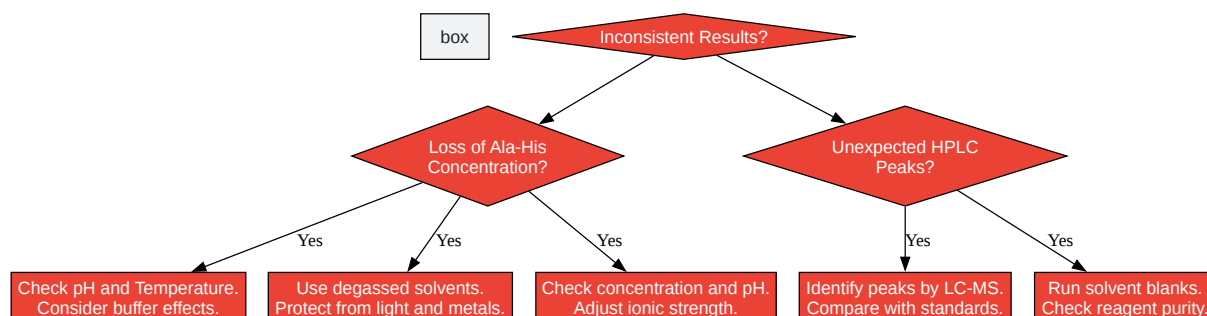 box
Inconsistent Results?
Loss of Ala-His
Concentration?
Unexpected HPLC
Peaks?
Yes
Yes
Yes
Yes
Yes
Check pH and Temperature.
Consider buffer effects.
Use degassed solvents.
Protect from light and metals.
Check concentration and pH.
Adjust ionic strength.
Identify peaks by LC-MS.
Compare with standards.
Run solvent blanks.
Check reagent purity.